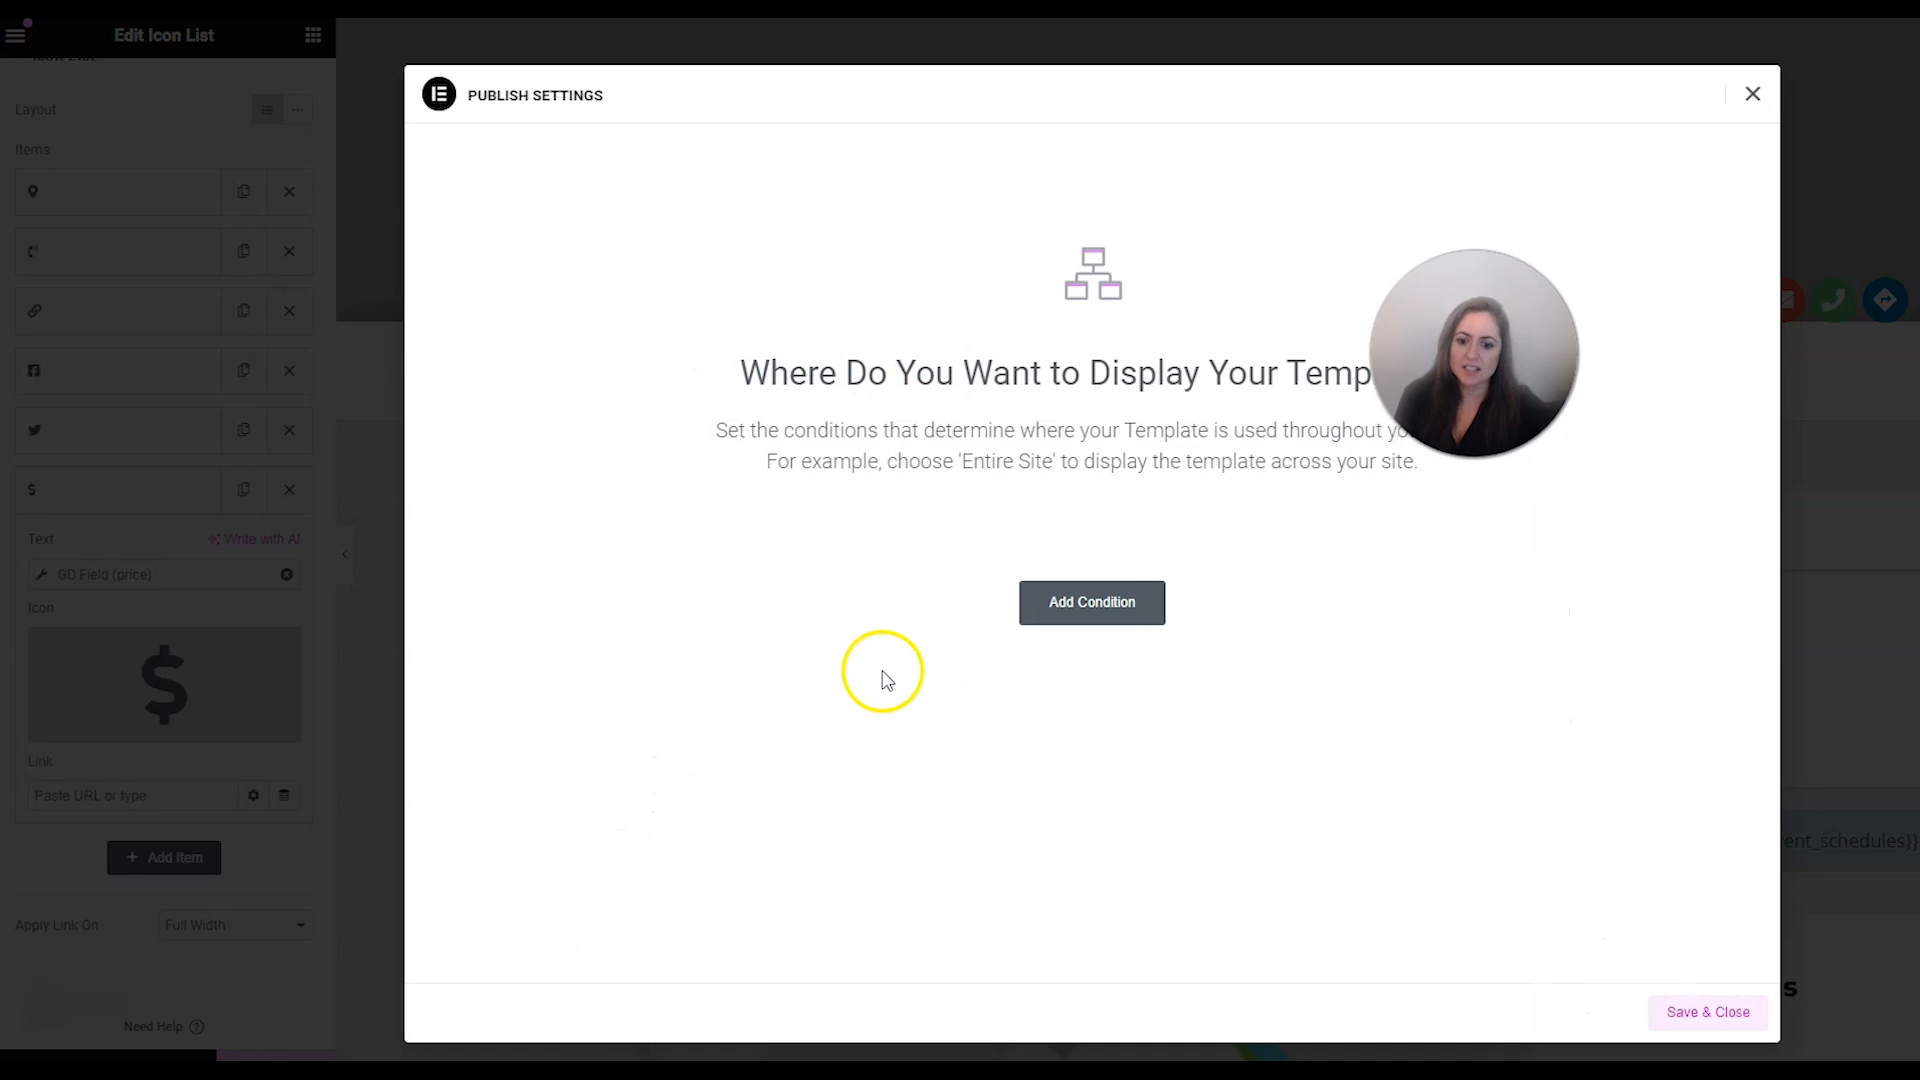 Edit Icon List
PUBLISH SETTINGS
Layout
Items
Where Do You Want to Display Your Temp
Set the conditions that determine where your Template is used throughout yo
For example, choose 'Entire Site' to display the template across your site.
Text
Write with AI
GD Field (price)
Icon
Add Condition
Link
Paste URL or type
ent_schedules}}
+ Add Item
Apply Link On
Full Width
s
Save & Close
Need Help ?